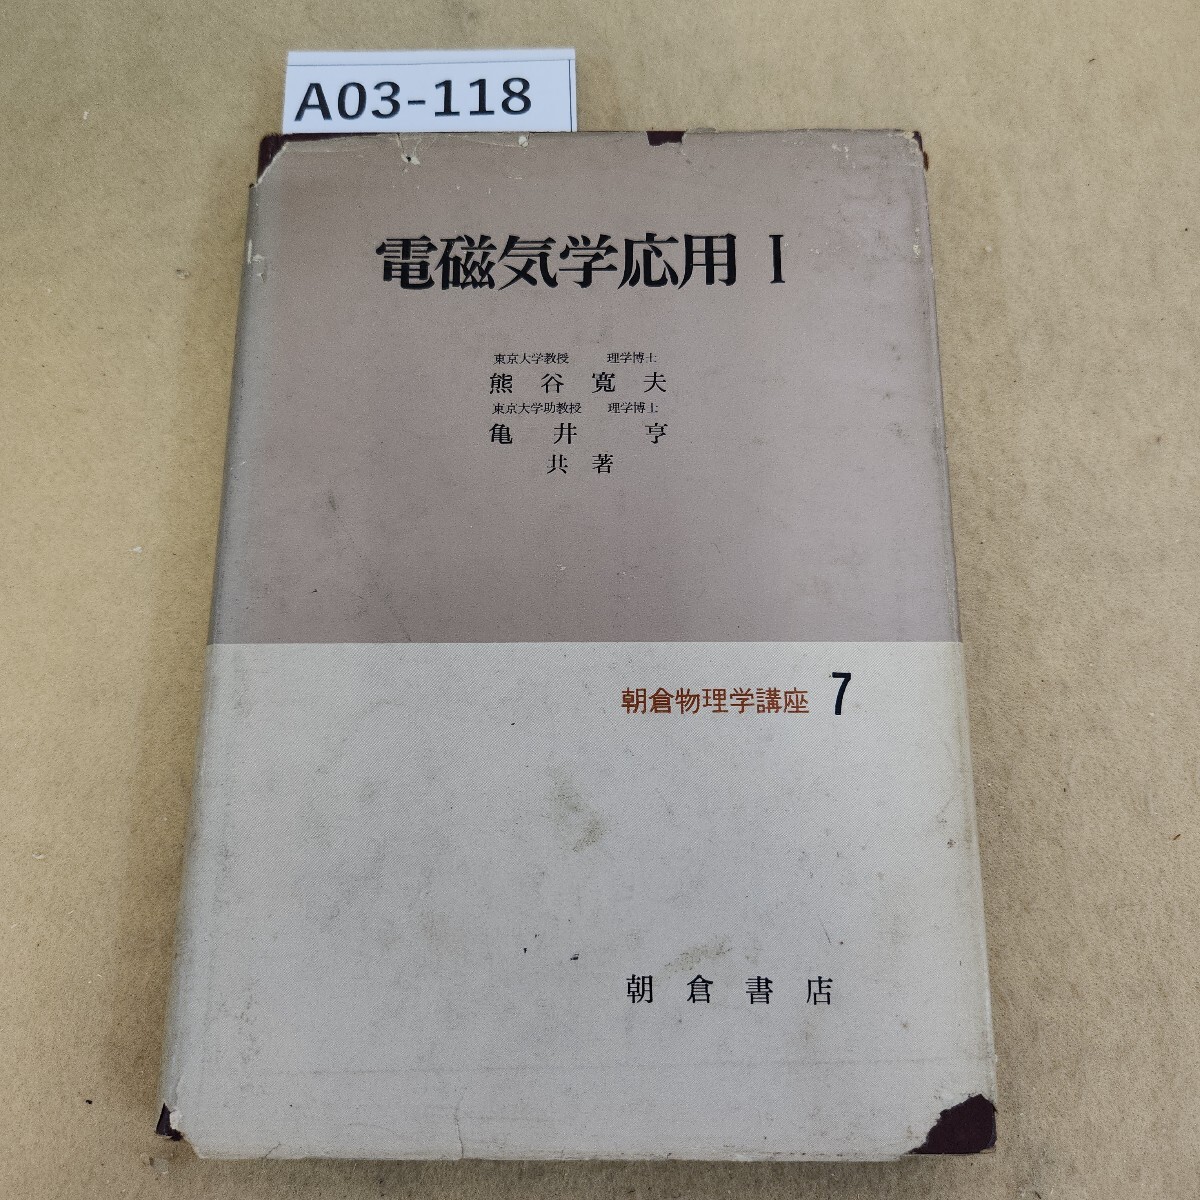 A03-118
電磁気学応用 I
東京大学教授 理学博士
熊谷寛夫
東京大学助教授 理学博士
亀井亨
共著
朝倉物理学講座 7
朝倉書店